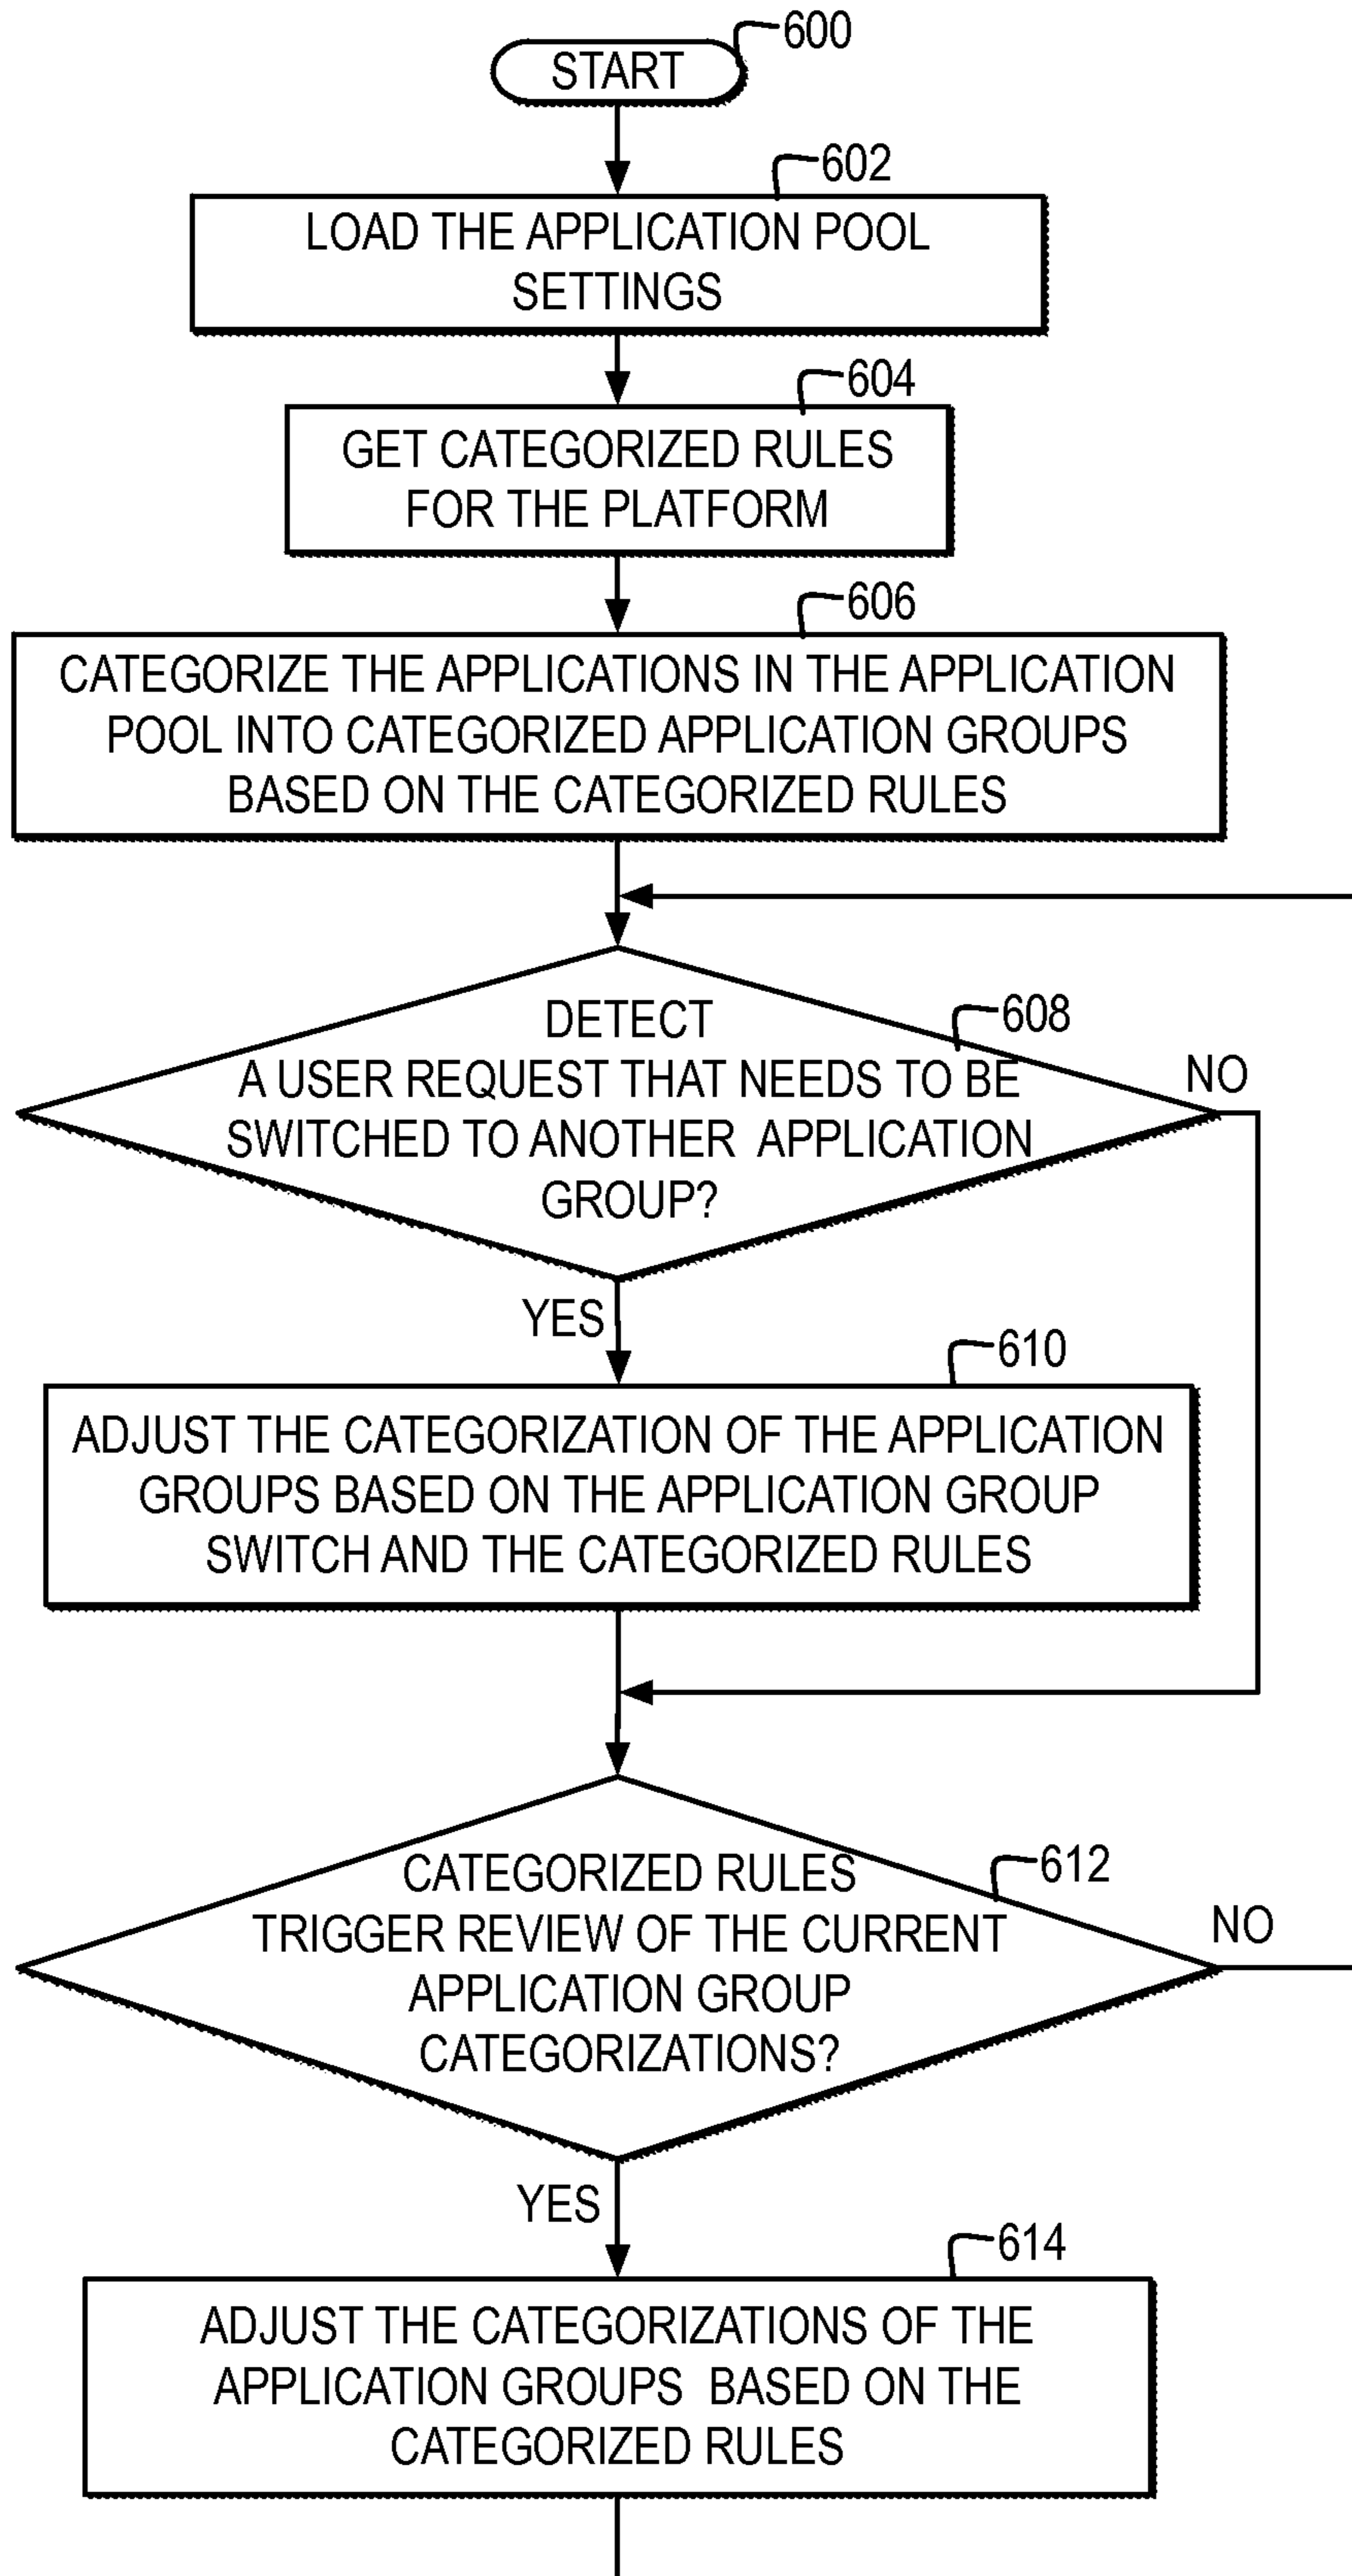 600
START
602
LOAD THE APPLICATION POOL
SETTINGS
604
GET CATEGORIZED RULES
FOR THE PLATFORM
606
CATEGORIZE THE APPLICATIONS IN THE APPLICATION
POOL INTO CATEGORIZED APPLICATION GROUPS
BASED ON THE CATEGORIZED RULES
608
DETECT
A USER REQUEST THAT NEEDS TO BE
SWITCHED TO ANOTHER APPLICATION
GROUP?
NO
YES
610
ADJUST THE CATEGORIZATION OF THE APPLICATION
GROUPS BASED ON THE APPLICATION GROUP
SWITCH AND THE CATEGORIZED RULES
612
CATEGORIZED RULES
TRIGGER REVIEW OF THE CURRENT
APPLICATION GROUP
CATEGORIZATIONS?
NO
YES
614
ADJUST THE CATEGORIZATIONS OF THE
APPLICATION GROUPS BASED ON THE
CATEGORIZED RULES